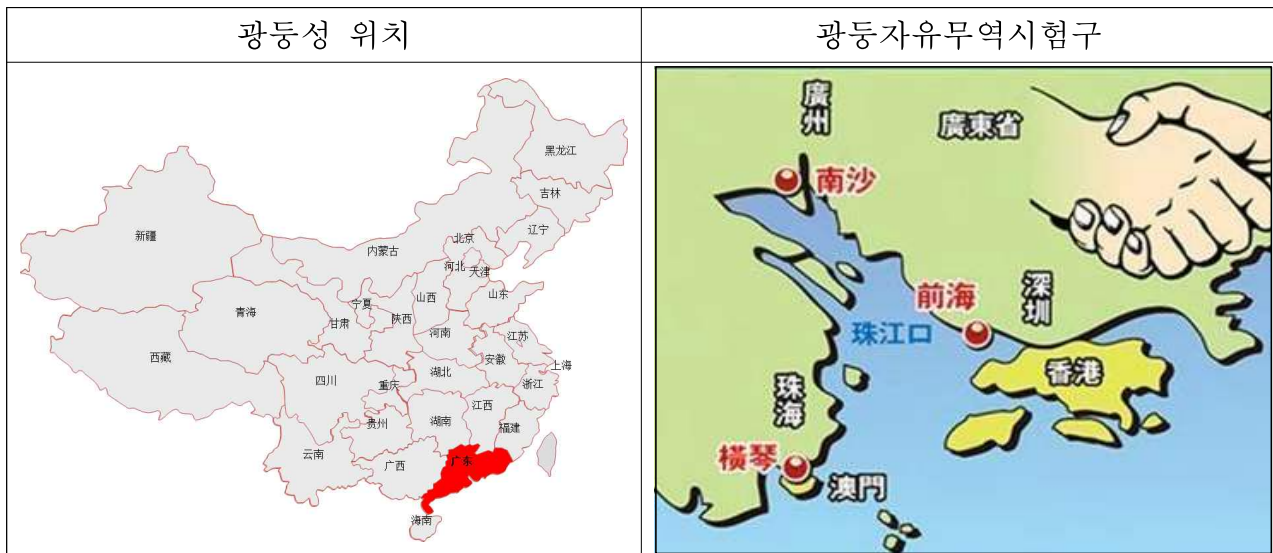 광둥성 위치
광둥자유무역시험구
黑龙江
吉林
辽宁
新疆
内蒙古
北京
河北
天津
山西
山东
宁夏
青海
甘肃
陕西
河南
江苏
西藏
安徽
上海
四川
重庆
湖北
浙江
江西
湖南
贵州
福建
云南
广西
广东
海南
廣州
廣東省
南沙
深圳
前海
珠江口
香港
珠海
橫琴
澳門